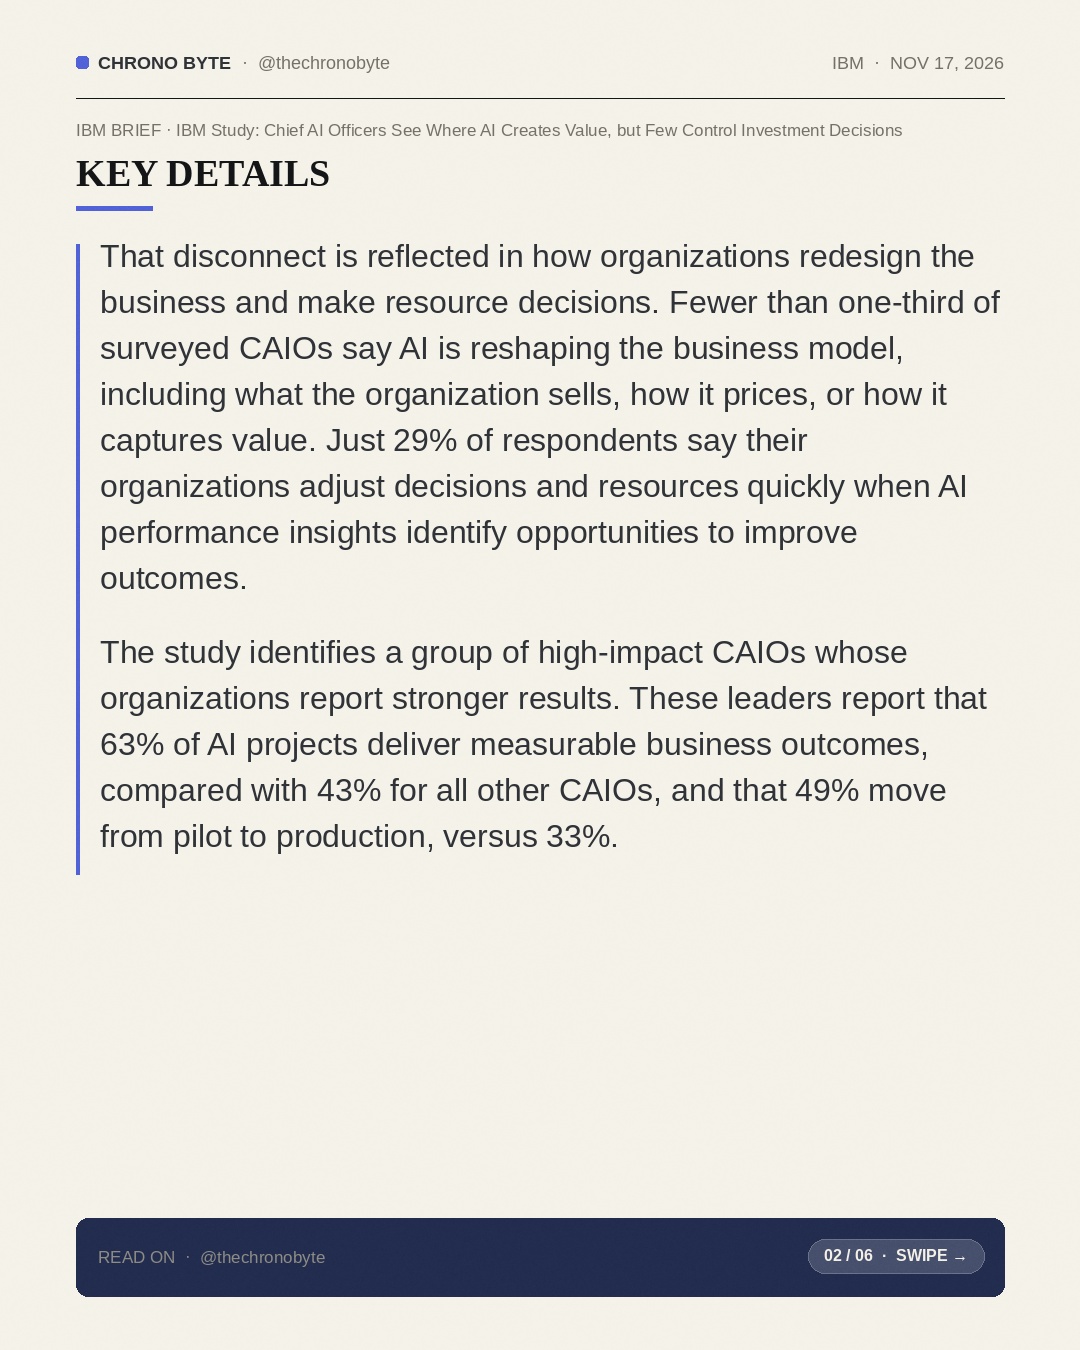 CHRONO BYTE · @thechronobyte
IBM · NOV 17, 2026
IBM BRIEF · IBM Study: Chief AI Officers See Where AI Creates Value, but Few Control Investment Decisions
KEY DETAILS
That disconnect is reflected in how organizations redesign the
business and make resource decisions. Fewer than one-third of
surveyed CAIOs say AI is reshaping the business model,
including what the organization sells, how it prices, or how it
captures value. Just 29% of respondents say their
organizations adjust decisions and resources quickly when AI
performance insights identify opportunities to improve
outcomes.
The study identifies a group of high-impact CAIOs whose
organizations report stronger results. These leaders report that
63% of AI projects deliver measurable business outcomes,
compared with 43% for all other CAIOs, and that 49% move
from pilot to production, versus 33%.
READ ON · @thechronobyte
02 / 06 · SWIPE →